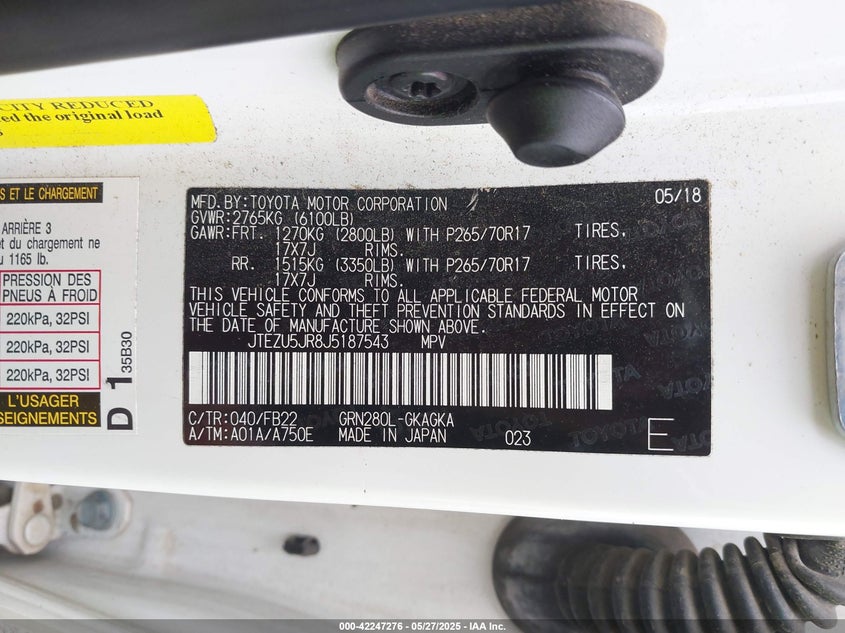 CITY REDUCED
ed the original load
S ET LE CHARGEMENT
ARRIÈRE 3
et du chargement ne
1165 lb.
PRESSION DES
PNEUS À FROID
220kPa, 32PSI
220kPa, 32PSI
220kPa, 32PSI
L'USAGER
SEIGNEMENTS
D 1 35B30
MFD.BY:TOYOTA MOTOR CORPORATION 05/18
GVWR:2765KG (6100LB)
GAWR:FRT. 1270KG (2800LB) WITH P265/70R17 TIRES,
17X7J RIMS.
RR. 1515KG (3350LB) WITH P265/70R17 TIRES,
17X7J RIMS.
THIS VEHICLE CONFORMS TO ALL APPLICABLE FEDERAL MOTOR
VEHICLE SAFETY AND THEFT PREVENTION STANDARDS IN EFFECT ON
THE DATE OF MANUFACTURE SHOWN ABOVE.
JTEZU5JR8J5187543 MPV
C/TR:040/FB22 GRN280L-GKAGKA
A/TM:A01A/A750E MADE IN JAPAN 023 E
000-42247276 - 05/27/2025 - IAA Inc.